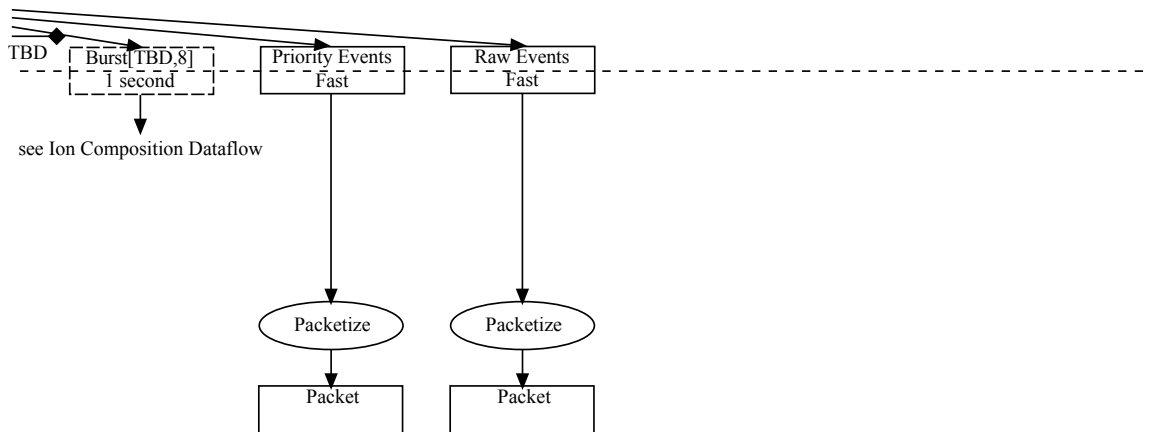 TBD
Burst[TBD,8]
1 second
Priority Events
Fast
Raw Events
Fast
see Ion Composition Dataflow
Packetize
Packetize
Packet
Packet